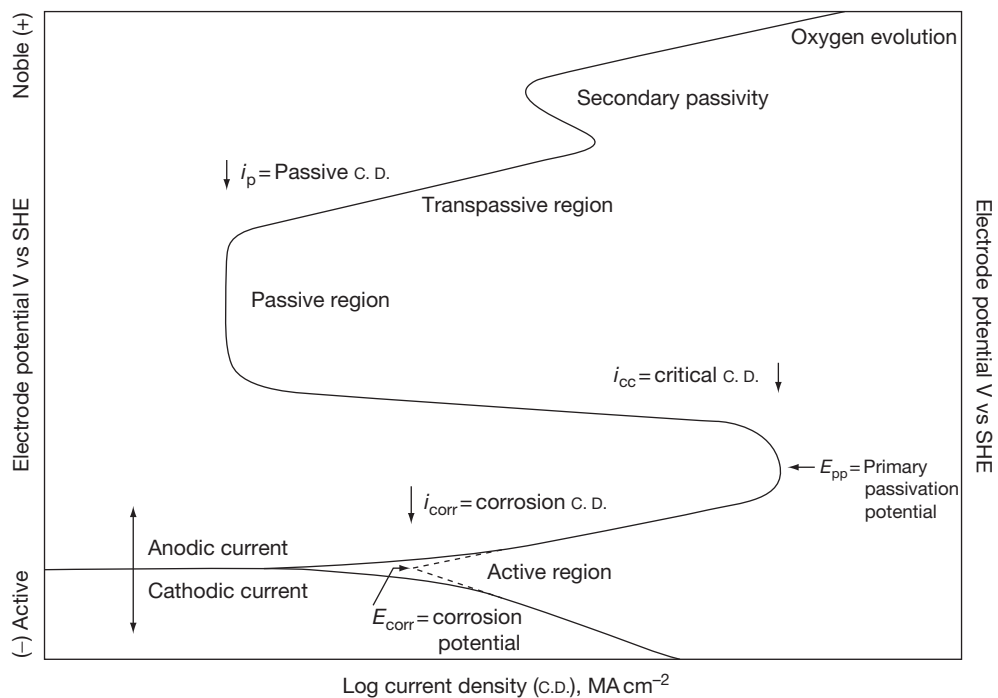 Noble (+)
Oxygen evolution
Secondary passivity
i_p = Passive C. D.
Transpassive region
Electrode potential V vs SHE
Electrode potential V vs SHE
Passive region
i_cc = critical C. D.
E_pp = Primary
passivation
potential
i_corr = corrosion C. D.
Anodic current
Cathodic current
Active region
E_corr = corrosion
potential
(–) Active
Log current density (C.D.), MA cm⁻²